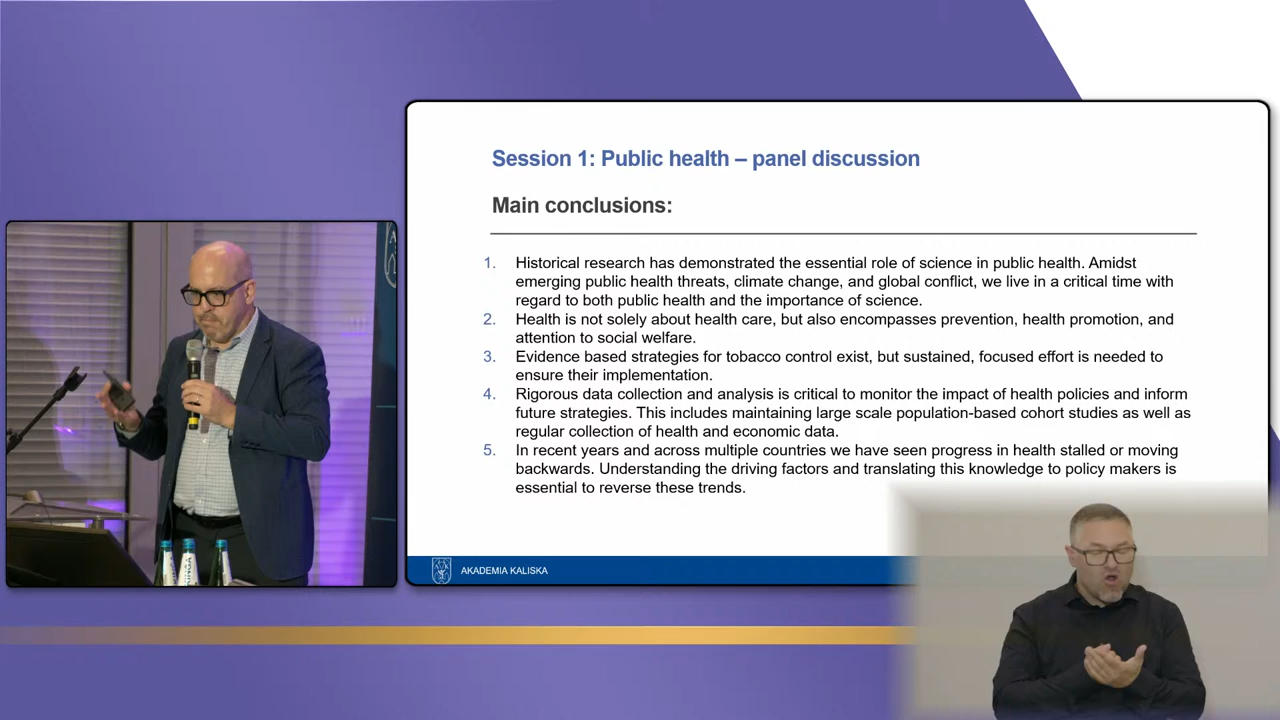 Session 1: Public health – panel discussion
Main conclusions:
1. Historical research has demonstrated the essential role of science in public health. Amidst
emerging public health threats, climate change, and global conflict, we live in a critical time with
regard to both public health and the importance of science.
2. Health is not solely about health care, but also encompasses prevention, health promotion, and
attention to social welfare.
3. Evidence based strategies for tobacco control exist, but sustained, focused effort is needed to
ensure their implementation.
4. Rigorous data collection and analysis is critical to monitor the impact of health policies and inform
future strategies. This includes maintaining large scale population-based cohort studies as well as
regular collection of health and economic data.
5. In recent years and across multiple countries we have seen progress in health stalled or moving
backwards. Understanding the driving factors and translating this knowledge to policy makers is
essential to reverse these trends.
AKADEMIA KALISKA